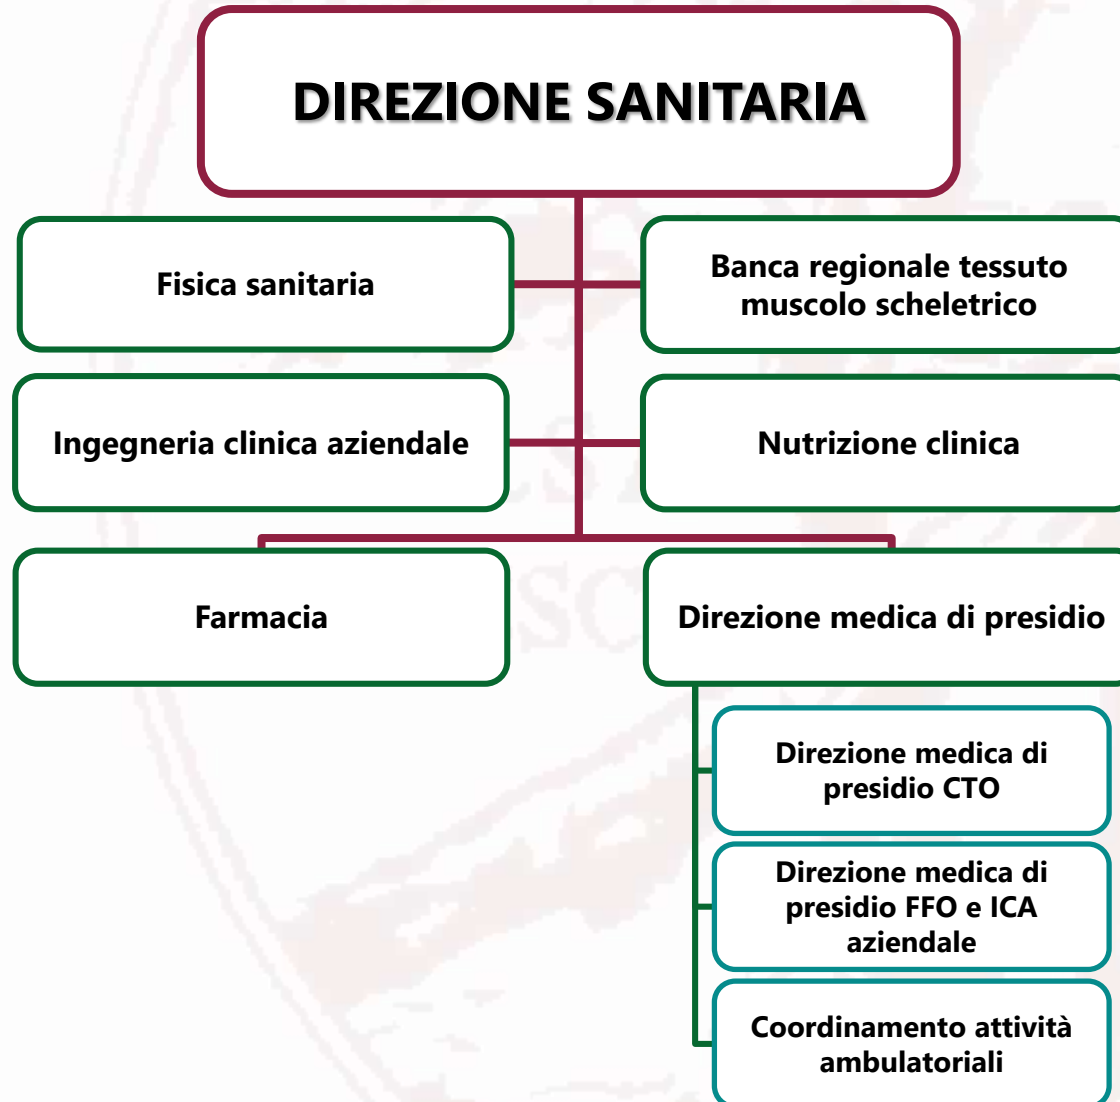 DIREZIONE SANITARIA
Fisica sanitaria
Banca regionale tessuto
muscolo scheletrico
Ingegneria clinica aziendale
Nutrizione clinica
Farmacia
Direzione medica di presidio
Direzione medica di
presidio CTO
Direzione medica di
presidio FFO e ICA
aziendale
Coordinamento attività
ambulatoriali